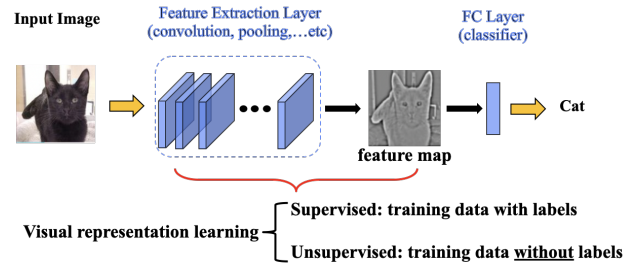 Input Image
Feature Extraction Layer
(convolution, pooling,…etc)
FC Layer
(classifier)
Cat
feature map
Visual representation learning
Supervised: training data with labels
Unsupervised: training data without labels